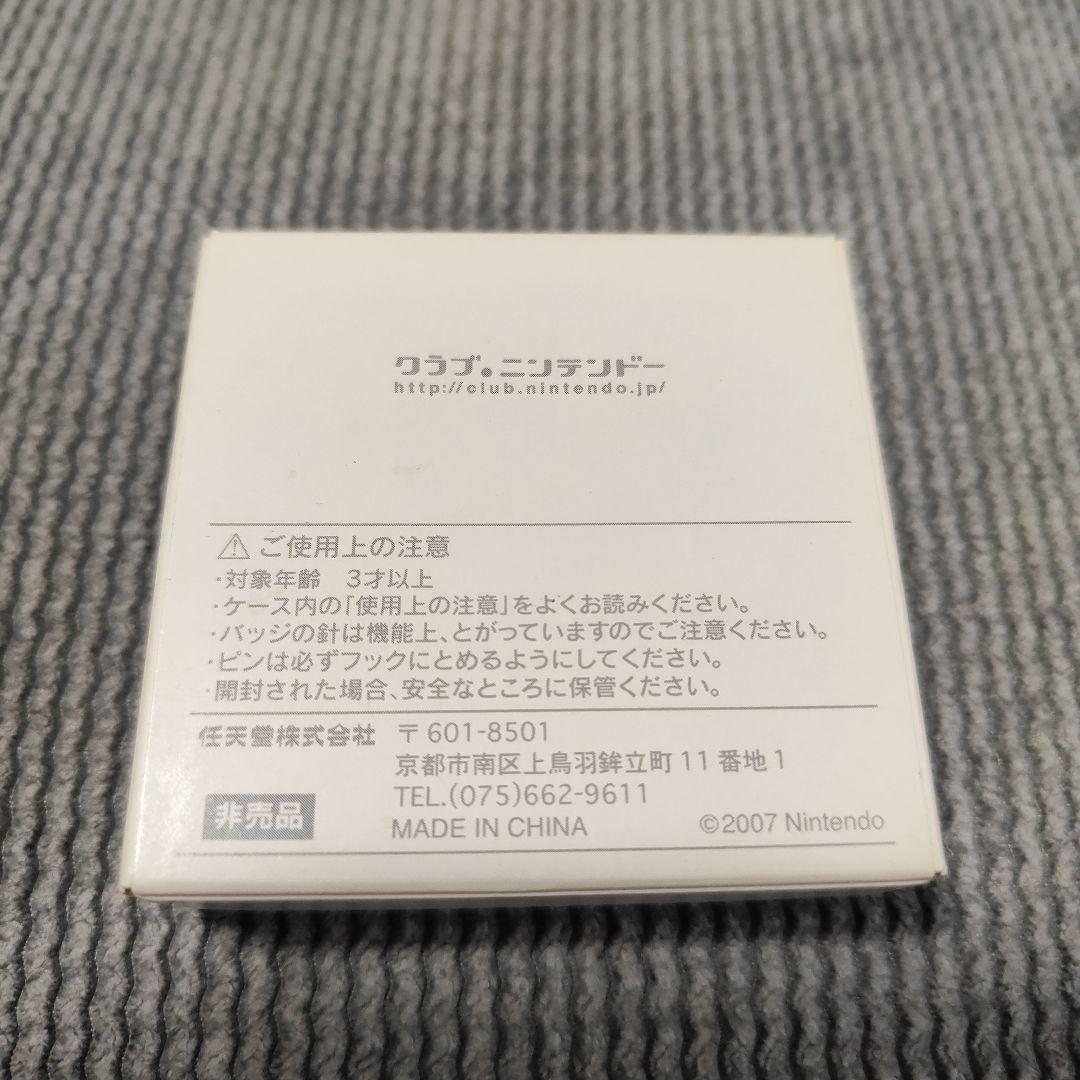 クラブ・ニンテンドー
http://club.nintendo.jp/
⚠ご使用上の注意
・対象年齢　3才以上
・ケース内の「使用上の注意」をよくお読みください。
・バッジの針は機能上、とがっていますのでご注意ください。
・ピンは必ずフックにとめるようにしてください。
・開封された場合、安全なところに保管ください。
任天堂株式会社 〒601-8501
京都市南区上鳥羽鉾立町11番地1
TEL.(075)662-9611
非売品 MADE IN CHINA ©2007 Nintendo